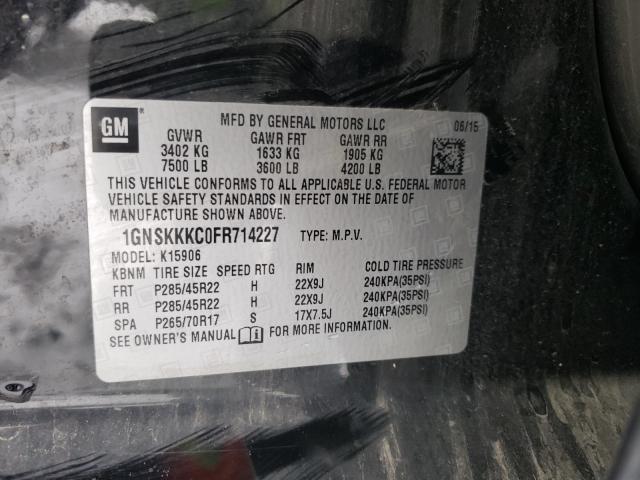 GM
MFD BY GENERAL MOTORS LLC
06/15
GVWR GAWR FRT GAWR RR
3402 KG 1633 KG 1905 KG
7500 LB 3600 LB 4200 LB
THIS VEHICLE CONFORMS TO ALL APPLICABLE U.S. FEDERAL MOTOR
VEHICLE SAFETY STANDARDS IN EFFECT ON THE DATE OF
MANUFACTURE SHOWN ABOVE.
1GNSKKKC0FR714227 TYPE: M.P.V.
MODEL: K15906
KBNM TIRE SIZE SPEED RTG RIM COLD TIRE PRESSURE
FRT P285/45R22 H 22X9J 240KPA(35PSI)
RR P285/45R22 H 22X9J 240KPA(35PSI)
SPA P265/70R17 S 17X7.5J 240KPA(35PSI)
SEE OWNER'S MANUAL FOR MORE INFORMATION.